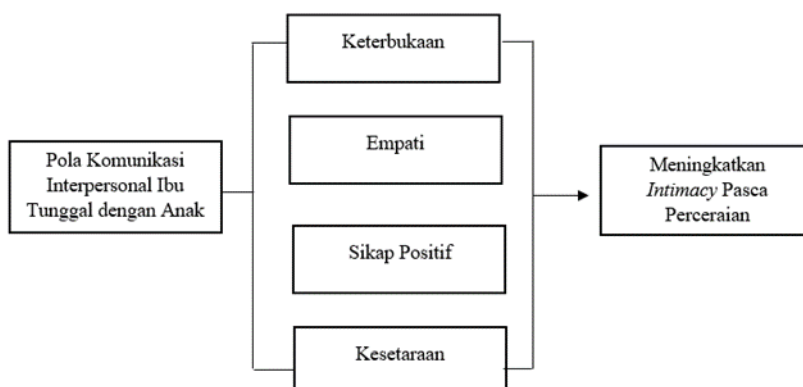 Keterbukaan
Empati
Pola Komunikasi
Interpersonal Ibu
Tunggal dengan Anak
Meningkatkan
Intimacy Pasca
Perceraian
Sikap Positif
Kesetaraan